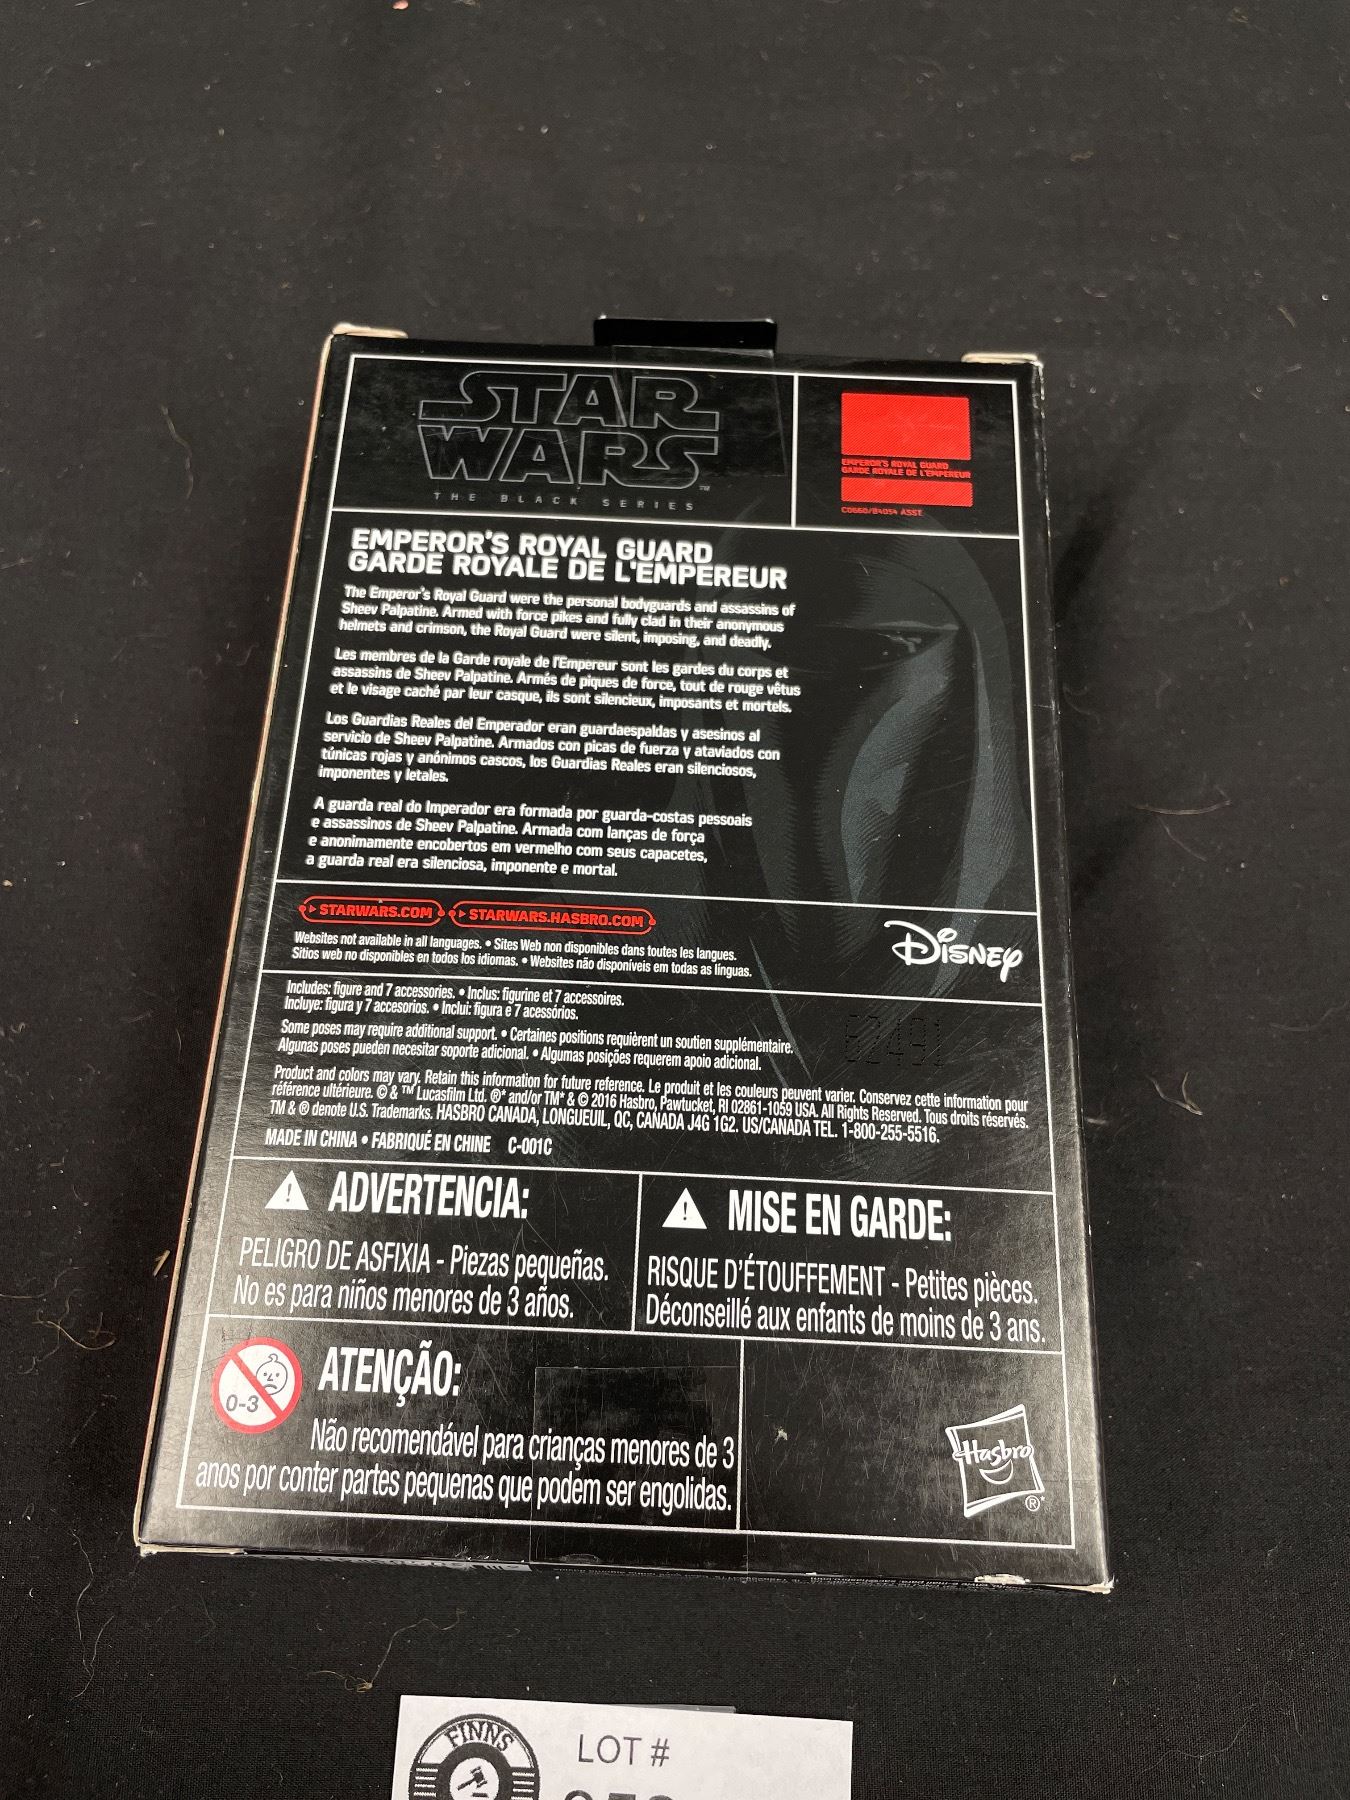 STAR
WARS
THE BLACK SERIES
EMPEROR'S ROYAL GUARD
GARDE ROYALE DE L'EMPEREUR
C0660/B4054 ASST.
EMPEROR'S ROYAL GUARD
GARDE ROYALE DE L'EMPEREUR
The Emperor's Royal Guard were the personal bodyguards and assassins of
Sheev Palpatine. Armed with force pikes and fully clad in their anonymous
helmets and crimson, the Royal Guard were silent, imposing, and deadly.
Les membres de la Garde royale de l'Empereur sont les gardes du corps et
assassins de Sheev Palpatine. Armés de piques de force, tout de rouge vêtus
et le visage caché par leur casque, ils sont silencieux, imposants et mortels.
Los Guardias Reales del Emperador eran guardaespaldas y asesinos al
servicio de Sheev Palpatine. Armados con picas de fuerza y ataviados con
túnicas rojas y anónimos cascos, los Guardias Reales eran silenciosos,
imponentes y letales.
A guarda real do Imperador era formada por guarda-costas pessoais
e assassinos de Sheev Palpatine. Armada com lanças de força
e anonimamente encobertos em vermelho com seus capacetes,
a guarda real era silenciosa, imponente e mortal.
STARWARS.COM STARWARS.HASBRO.COM
Websites not available in all languages. • Sites Web non disponibles dans toutes les langues.
Sitios web no disponibles en todos los idiomas. • Websites não disponíveis em todas as línguas.
Disney
Includes: figure and 7 accessories. • Inclus: figurine et 7 accessoires.
Incluye: figura y 7 accesorios. • Inclui: figura e 7 acessórios.
62491
Some poses may require additional support. • Certaines positions requièrent un soutien supplémentaire.
Algunas poses pueden necesitar soporte adicional. • Algumas posições requerem apoio adicional.
Product and colors may vary. Retain this information for future reference. Le produit et les couleurs peuvent varier. Conservez cette information pour
référence ultérieure. © & ™ Lucasfilm Ltd. ®* and/or TM* & © 2016 Hasbro, Pawtucket, RI 02861-1059 USA. All Rights Reserved. Tous droits réservés.
TM & ® denote U.S. Trademarks. HASBRO CANADA, LONGUEUIL, QC, CANADA J4G 1G2. US/CANADA TEL. 1-800-255-5516.
MADE IN CHINA • FABRIQUÉ EN CHINE C-001C
ADVERTENCIA:
PELIGRO DE ASFIXIA - Piezas pequeñas.
No es para niños menores de 3 años.
MISE EN GARDE:
RISQUE D'ÉTOUFFEMENT - Petites pièces.
Déconseillé aux enfants de moins de 3 ans.
0-3
ATENÇÃO:
Não recomendável para crianças menores de 3
anos por conter partes pequenas que podem ser engolidas.
Hasbro
®*
FINNS
LOT #